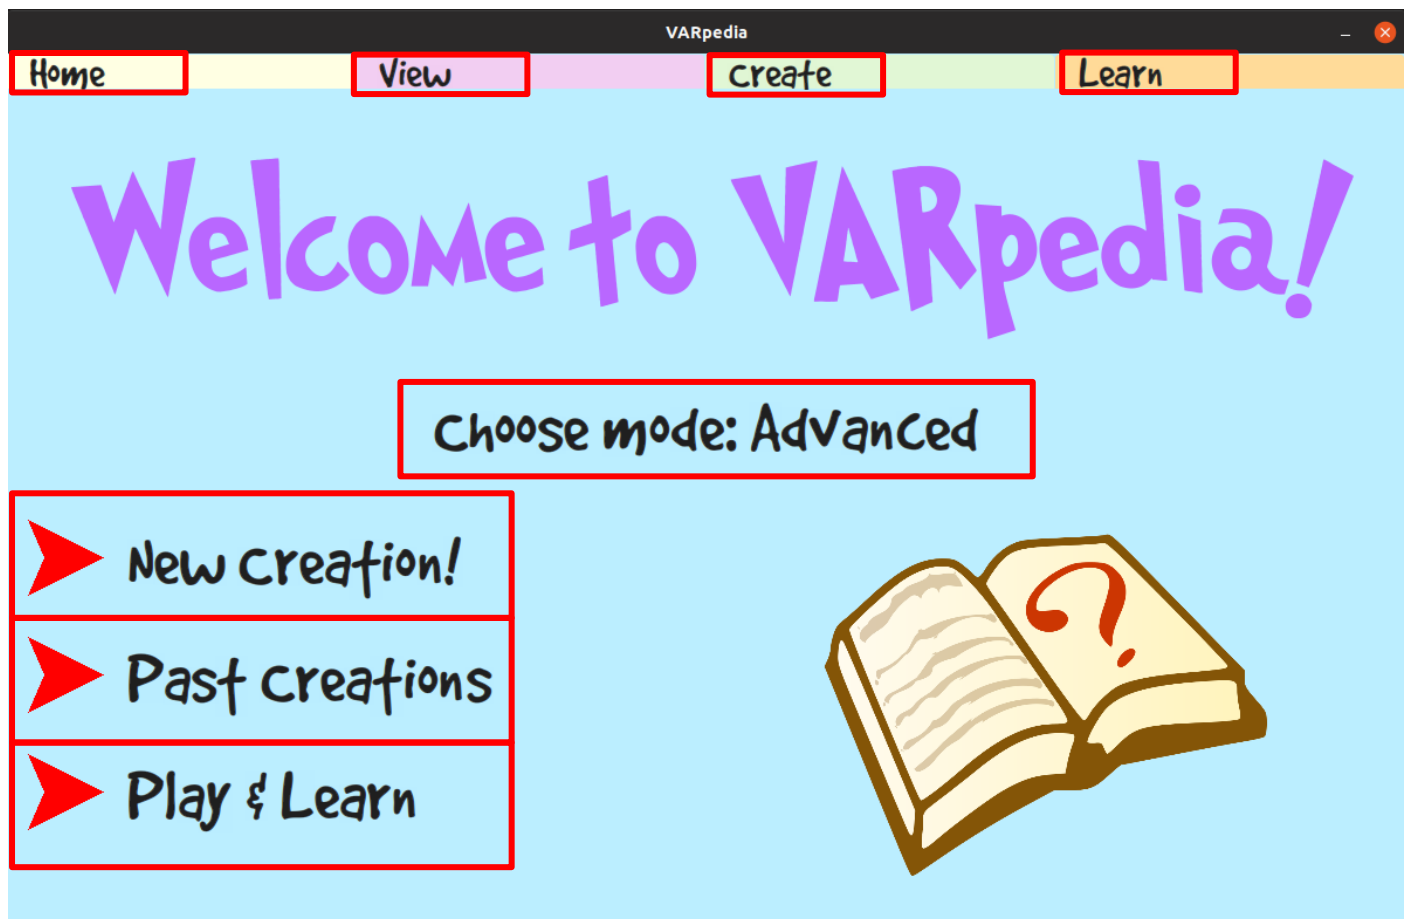 VARpedia
Home View Create Learn
Welcome to VARpedia!
Choose mode: Advanced
New Creation!
Past Creations
Play & Learn
?